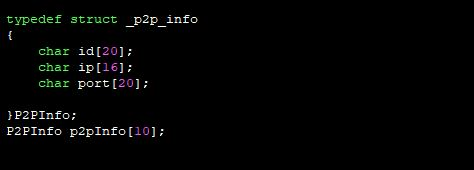 typedef struct _p2p_info
{
    char id[20];
    char ip[16];
    char port[20];
}P2PInfo;
P2PInfo p2pInfo[10];